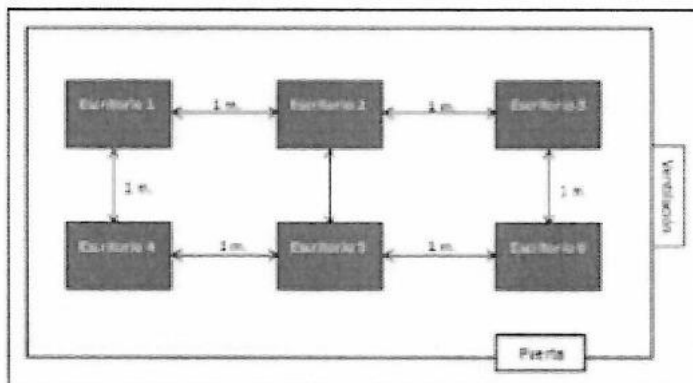 Escritorio 1
1 m.
Escritorio 2
1 m.
Escritorio 3
1 m.
1 m.
Ventilación
Escritorio 4
1 m.
Escritorio 5
1 m.
Escritorio 6
Puerta